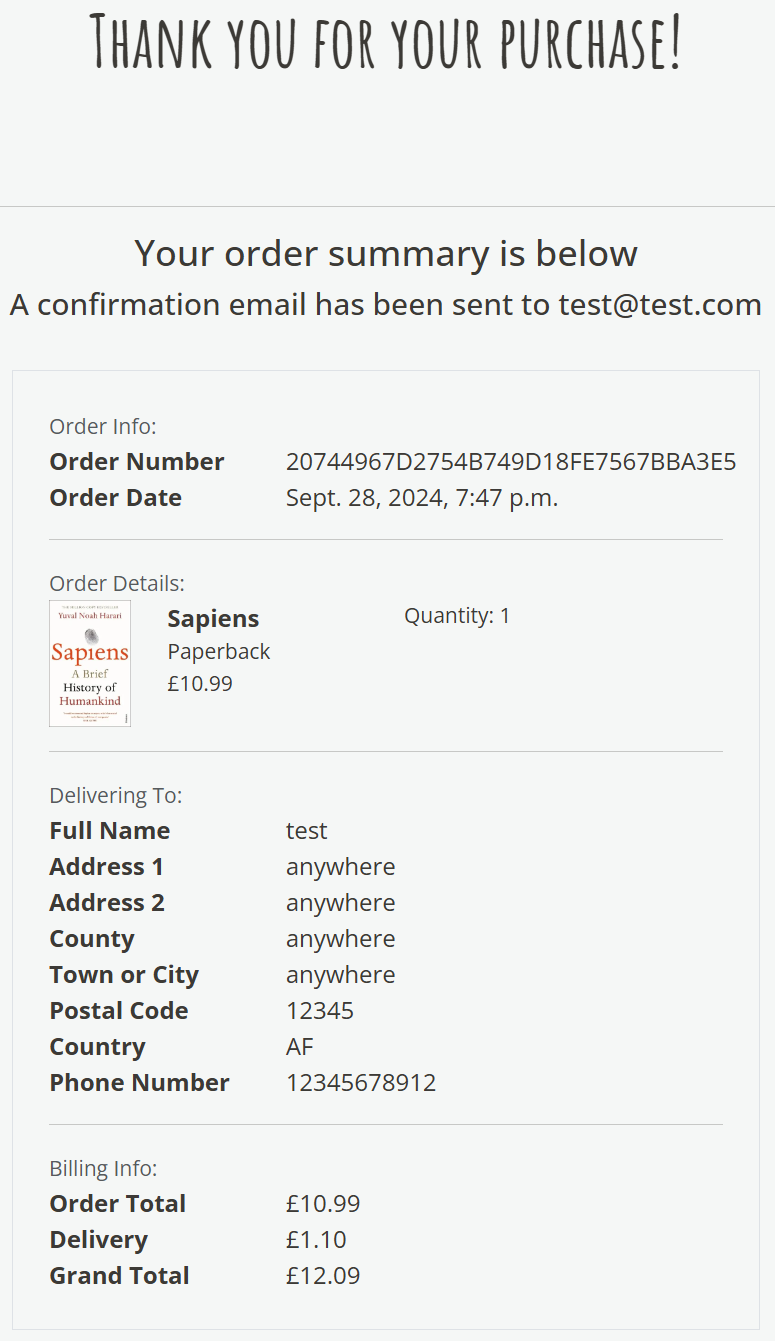 Thank you for your purchase!
Your order summary is below
A confirmation email has been sent to test@test.com
Order Info:
Order Number 20744967D2754B749D18FE7567BBA3E5
Order Date Sept. 28, 2024, 7:47 p.m.
Order Details:
Yuval Noah Harari
Sapiens
A Brief
History of
Humankind
Sapiens Quantity: 1
Paperback
£10.99
Delivering To:
Full Name test
Address 1 anywhere
Address 2 anywhere
County anywhere
Town or City anywhere
Postal Code 12345
Country AF
Phone Number 12345678912
Billing Info:
Order Total £10.99
Delivery £1.10
Grand Total £12.09